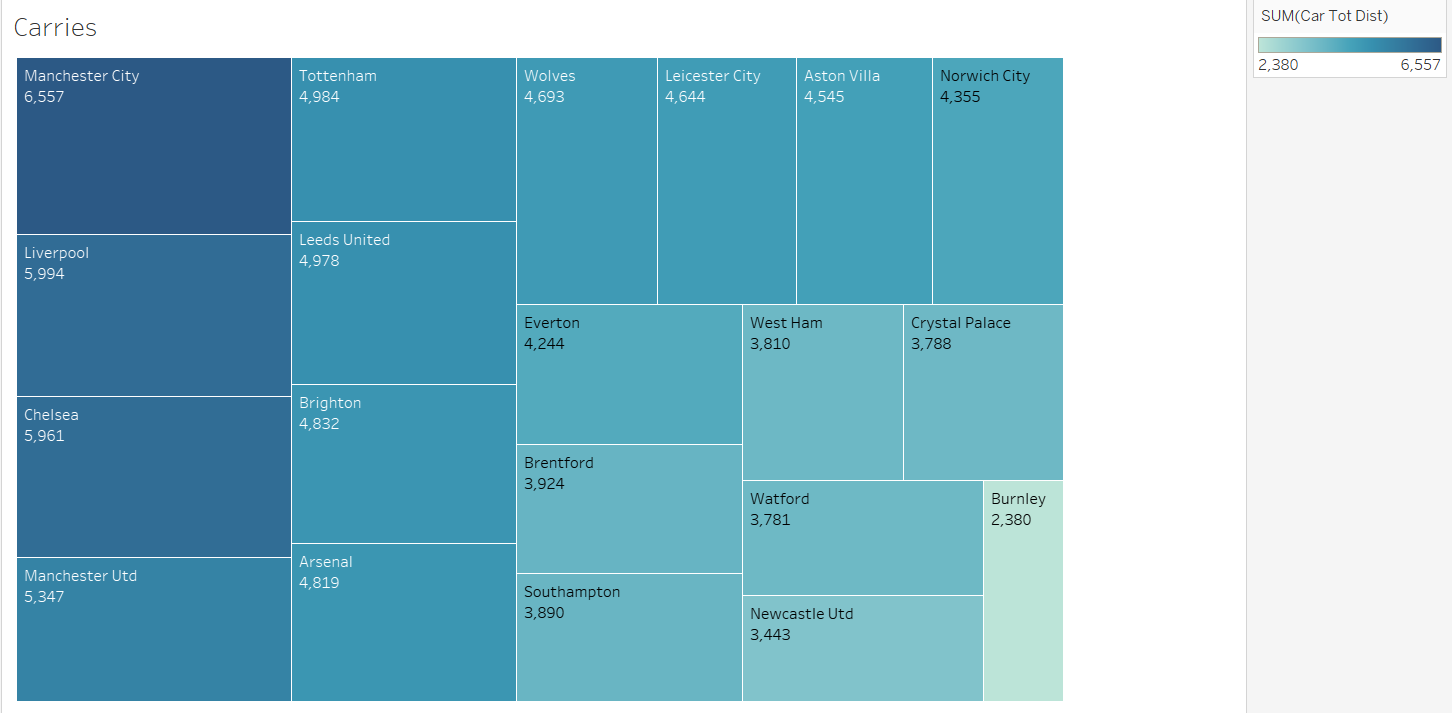 Carries
SUM(Car Tot Dist)
2,380 6,557
Manchester City
6,557
Liverpool
5,994
Chelsea
5,961
Manchester Utd
5,347
Tottenham
4,984
Leeds United
4,978
Brighton
4,832
Arsenal
4,819
Wolves
4,693
Leicester City
4,644
Aston Villa
4,545
Norwich City
4,355
Everton
4,244
Brentford
3,924
Southampton
3,890
West Ham
3,810
Crystal Palace
3,788
Watford
3,781
Newcastle Utd
3,443
Burnley
2,380